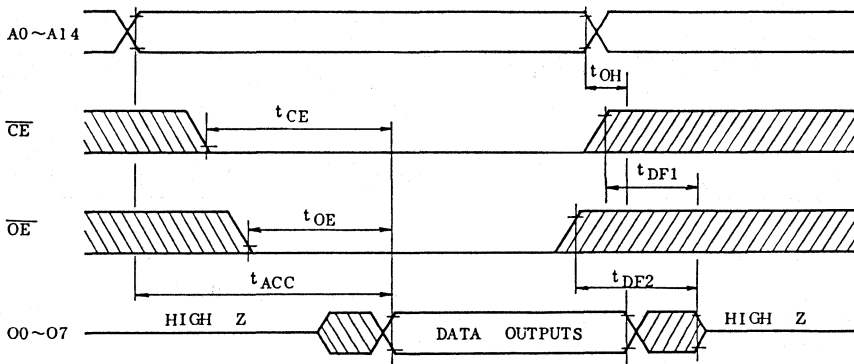 A0~A14
tOH
CE
tCE
tDF1
OE
tOE
tDF2
tACC
O0~O7
HIGH Z
DATA OUTPUTS
HIGH Z